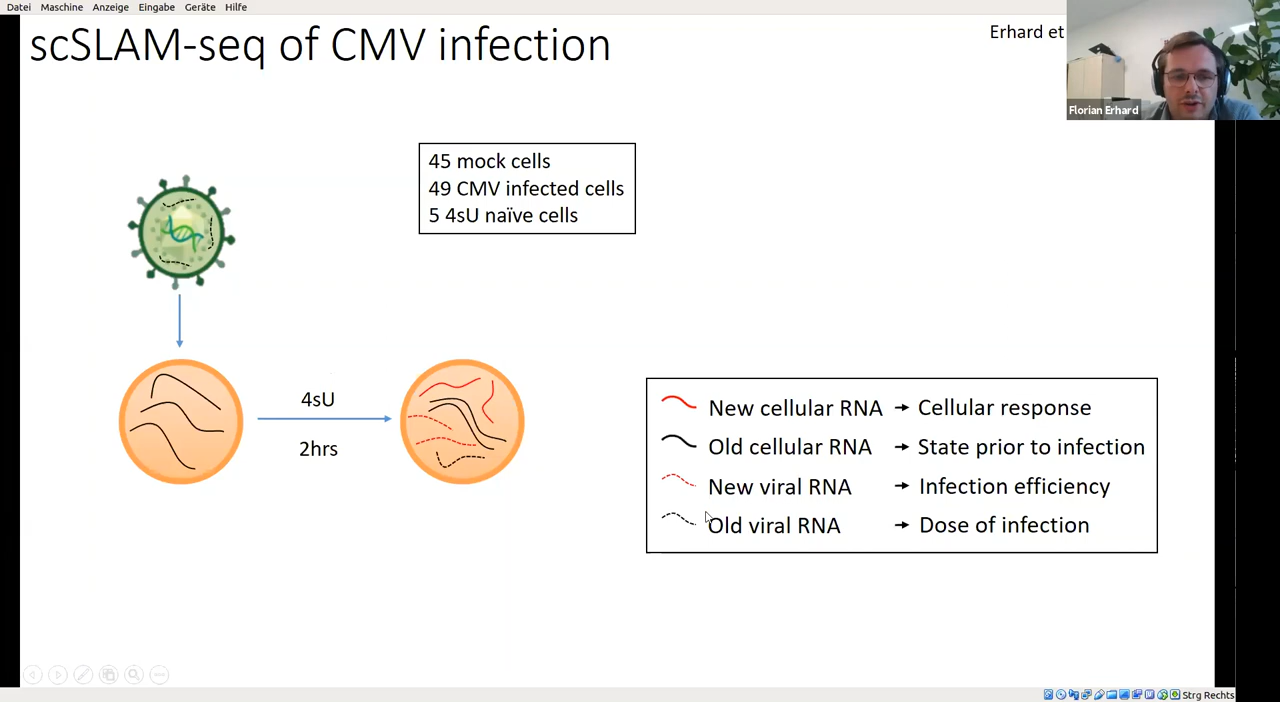 Datei Maschine Anzeige Eingabe Geräte Hilfe
scSLAM-seq of CMV infection
Erhard et
Florian Erhard
45 mock cells
49 CMV infected cells
5 4sU naïve cells
4sU
2hrs
New cellular RNA → Cellular response
Old cellular RNA → State prior to infection
New viral RNA → Infection efficiency
Old viral RNA → Dose of infection
Strg Rechts